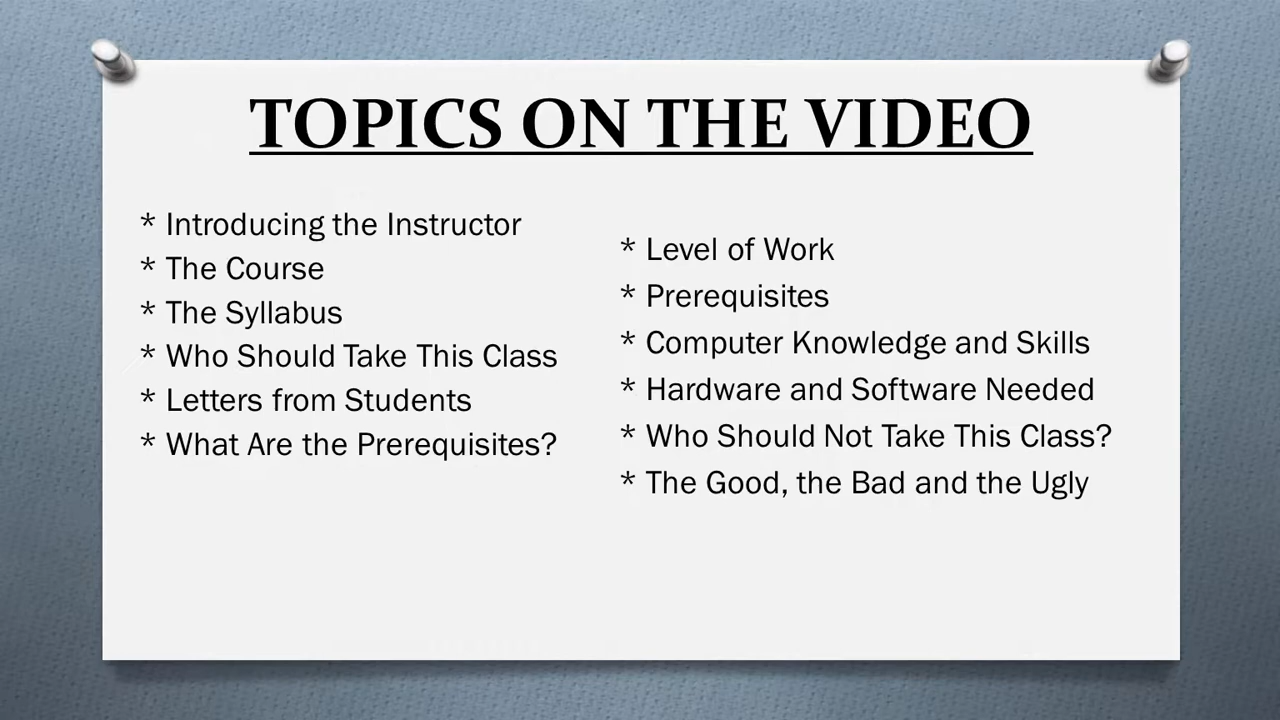 TOPICS ON THE VIDEO
* Introducing the Instructor
* The Course
* The Syllabus
* Who Should Take This Class
* Letters from Students
* What Are the Prerequisites?
* Level of Work
* Prerequisites
* Computer Knowledge and Skills
* Hardware and Software Needed
* Who Should Not Take This Class?
* The Good, the Bad and the Ugly